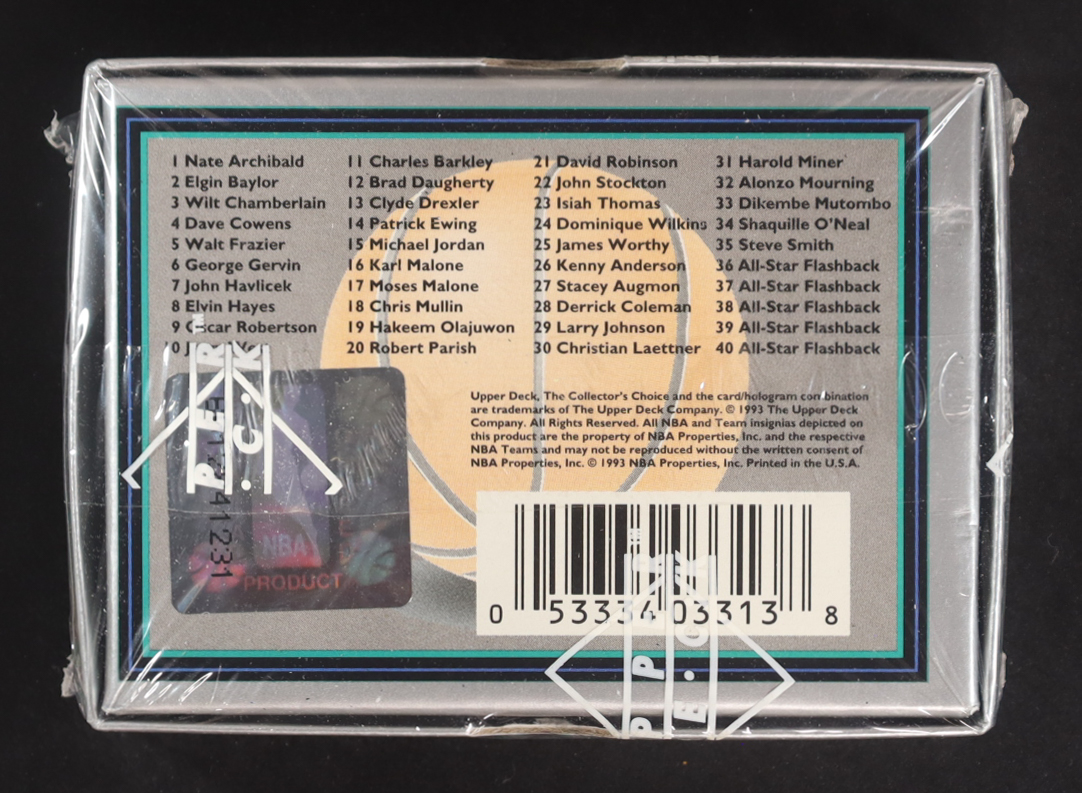 1 Nate Archibald
2 Elgin Baylor
3 Wilt Chamberlain
4 Dave Cowens
5 Walt Frazier
6 George Gervin
7 John Havlicek
8 Elvin Hayes
9 Oscar Robertson
10
11 Charles Barkley
12 Brad Daugherty
13 Clyde Drexler
14 Patrick Ewing
15 Michael Jordan
16 Karl Malone
17 Moses Malone
18 Chris Mullin
19 Hakeem Olajuwon
20 Robert Parish
21 David Robinson
22 John Stockton
23 Isiah Thomas
24 Dominique Wilkins
25 James Worthy
26 Kenny Anderson
27 Stacey Augmon
28 Derrick Coleman
29 Larry Johnson
30 Christian Laettner
31 Harold Miner
32 Alonzo Mourning
33 Dikembe Mutombo
34 Shaquille O'Neal
35 Steve Smith
36 All-Star Flashback
37 All-Star Flashback
38 All-Star Flashback
39 All-Star Flashback
40 All-Star Flashback
Upper Deck, The Collector's Choice and the card/hologram combination
are trademarks of The Upper Deck Company. © 1993 The Upper Deck
Company. All Rights Reserved. All NBA and Team insignias depicted on
this product are the property of NBA Properties, Inc. and the respective
NBA Teams and may not be reproduced without the written consent of
NBA Properties, Inc. © 1993 NBA Properties, Inc. Printed in the U.S.A.
NBA
PRODUCT
0 53334 03313 8